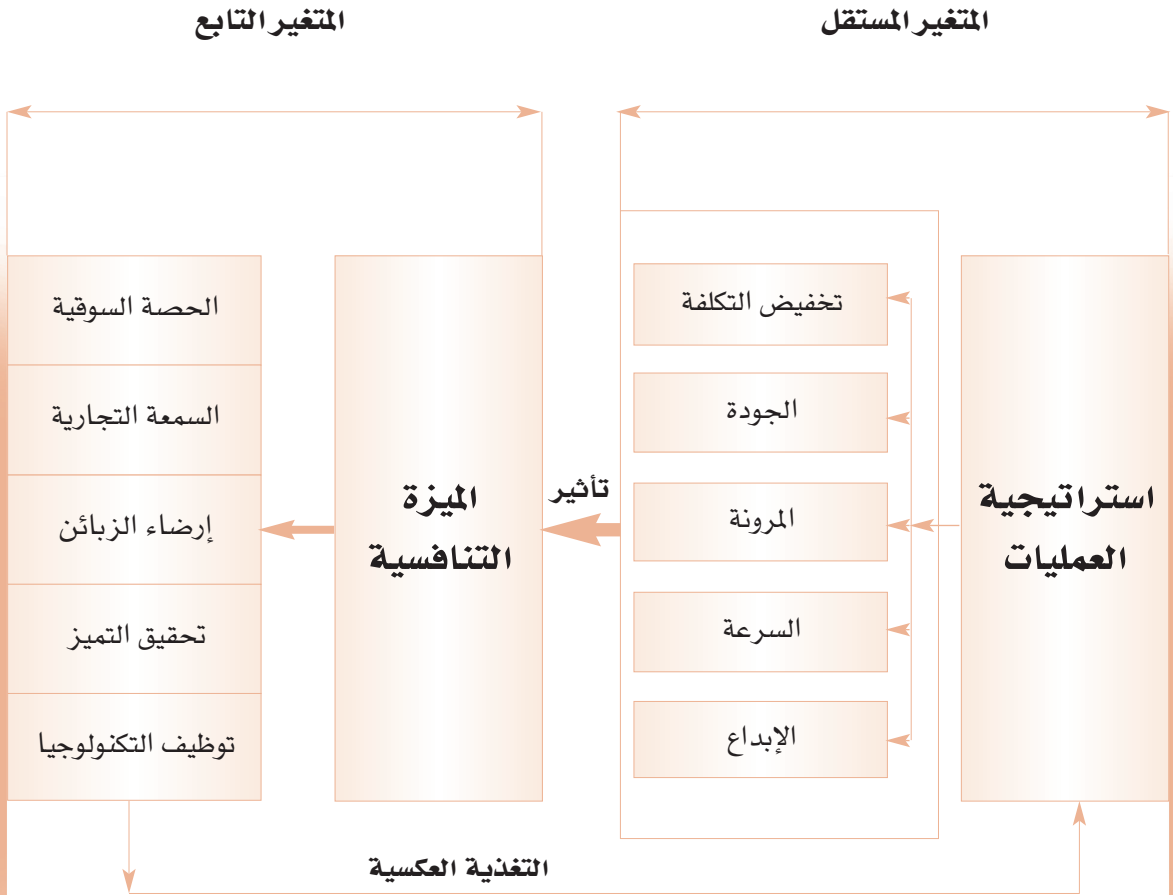 المتغير المستقل
المتغير التابع
استراتيجية
العمليات
تخفيض التكلفة
الجودة
المرونة
السرعة
الإبداع
تأثير
الميزة
التنافسية
الحصة السوقية
السمعة التجارية
إرضاء الزبائن
تحقيق التميز
توظيف التكنولوجيا
التغذية العكسية